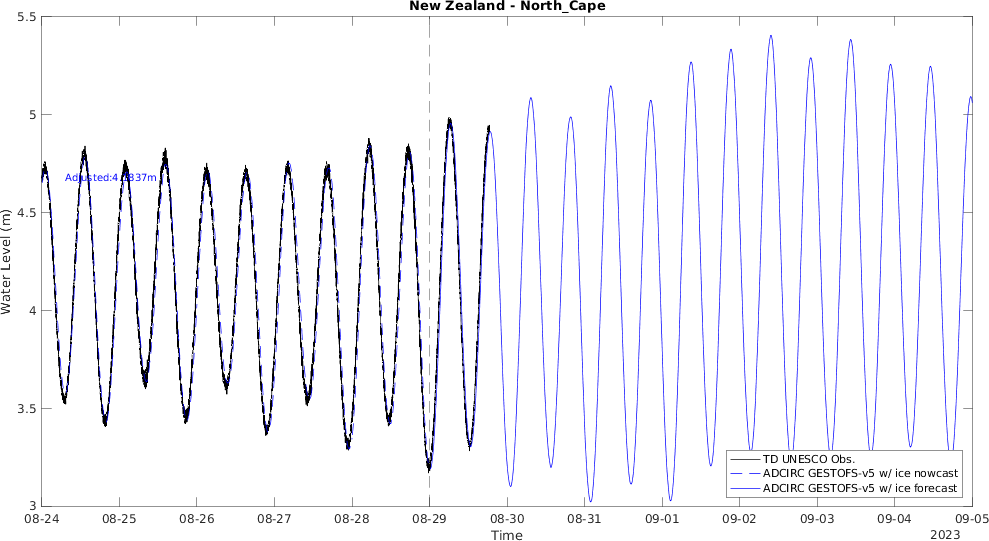 New Zealand - North_Cape
5.5
5
4.5
4
3.5
3
Water Level (m)
TD UNESCO Obs.
ADCIRC GESTOFS-v5 w/ ice nowcast
ADCIRC GESTOFS-v5 w/ ice forecast
08-24 08-25 08-26 08-27 08-28 08-29 08-30 08-31 09-01 09-02 09-03 09-04 09-05
Time
2023